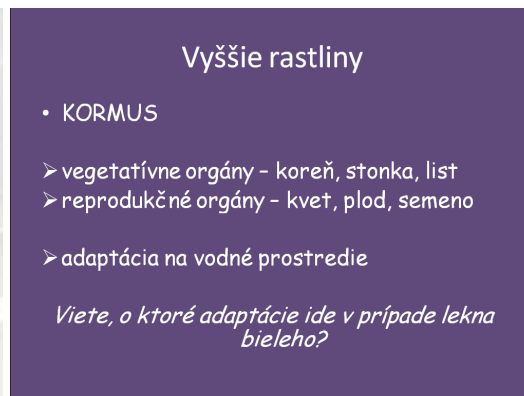 Vyššie rastliny
• KORMUS
➢ vegetatívne orgány – koreň, stonka, list
➢ reprodukčné orgány – kvet, plod, semeno
➢ adaptácia na vodné prostredie
Viete, o ktoré adaptácie ide v prípade lekna
bieleho?